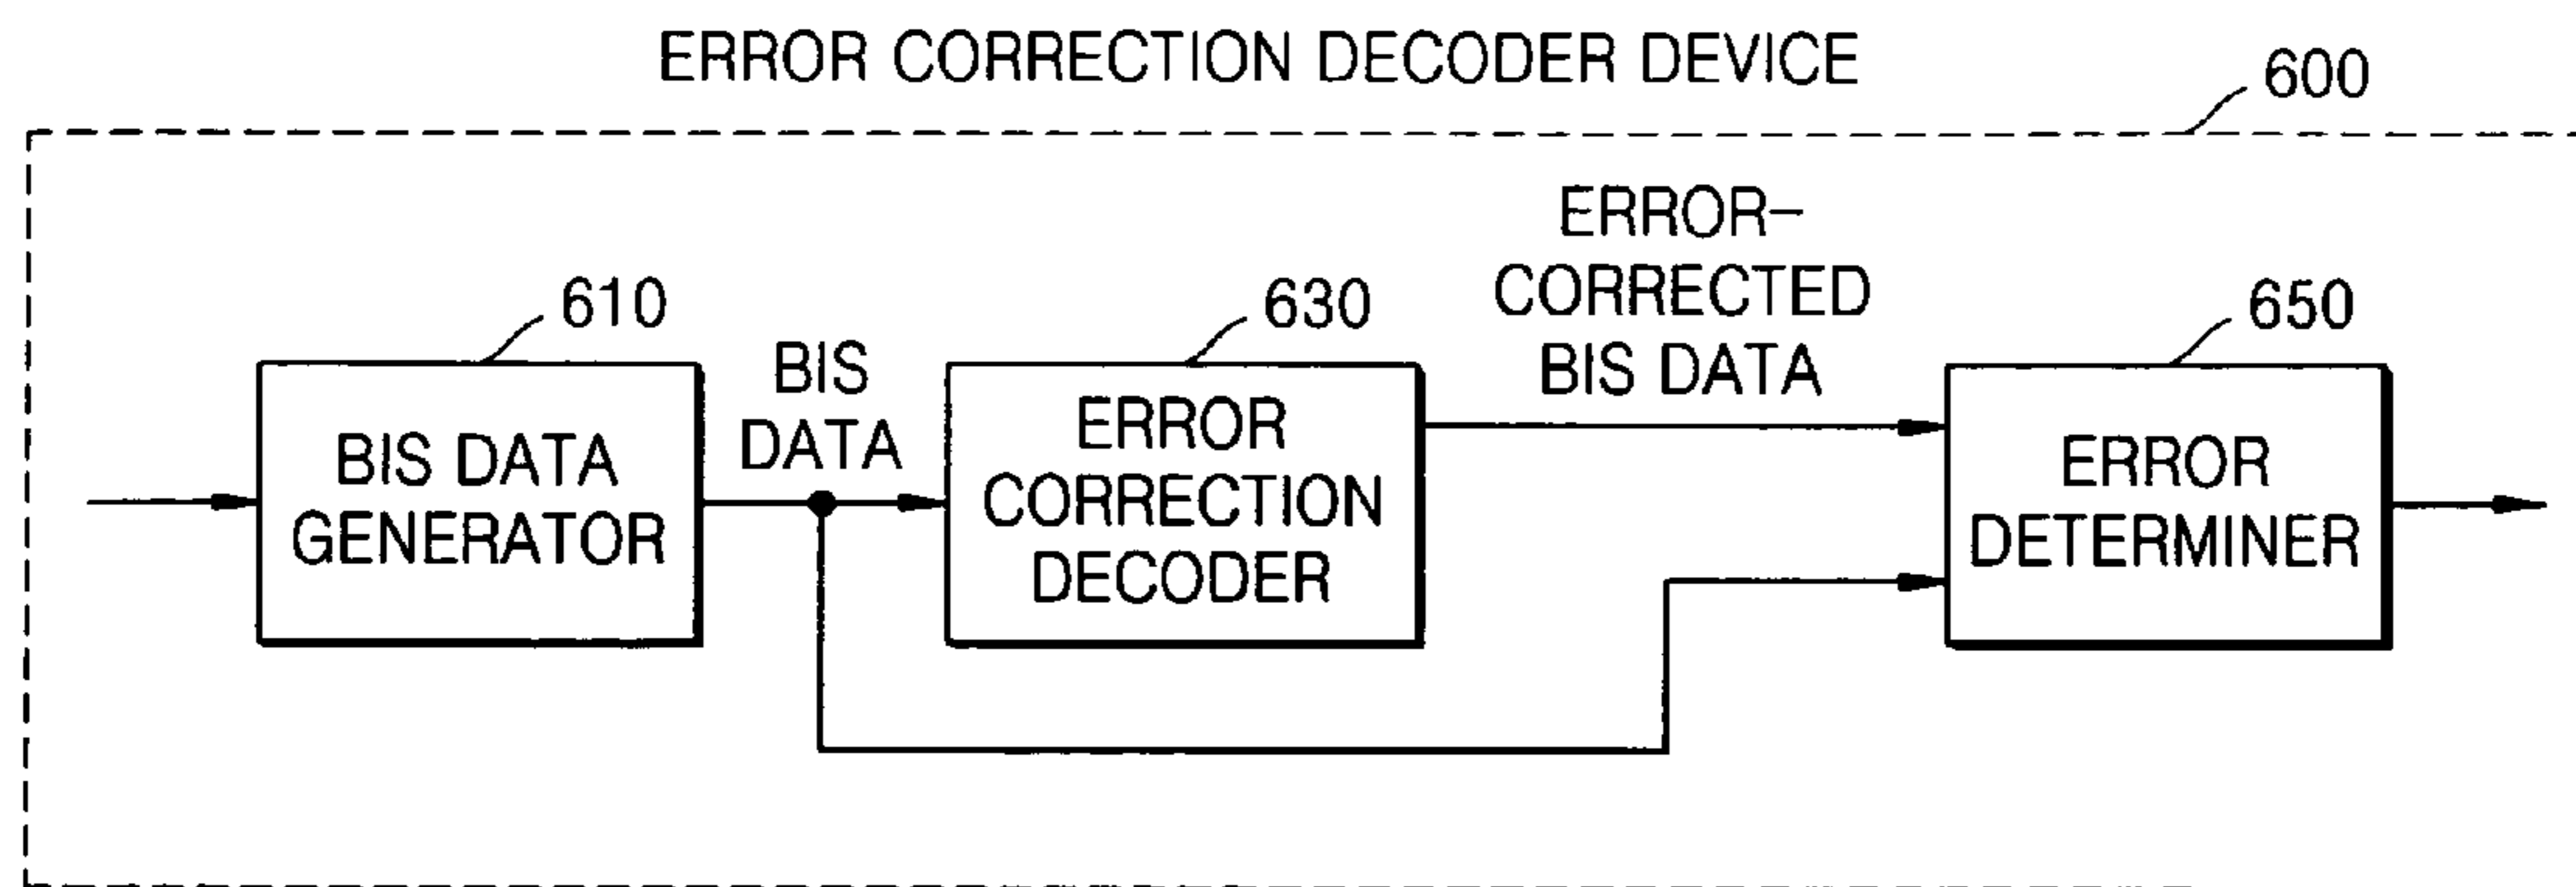 ERROR CORRECTION DECODER DEVICE
600
610
BIS DATA
GENERATOR
BIS
DATA
630
ERROR
CORRECTION
DECODER
ERROR-
CORRECTED
BIS DATA
650
ERROR
DETERMINER